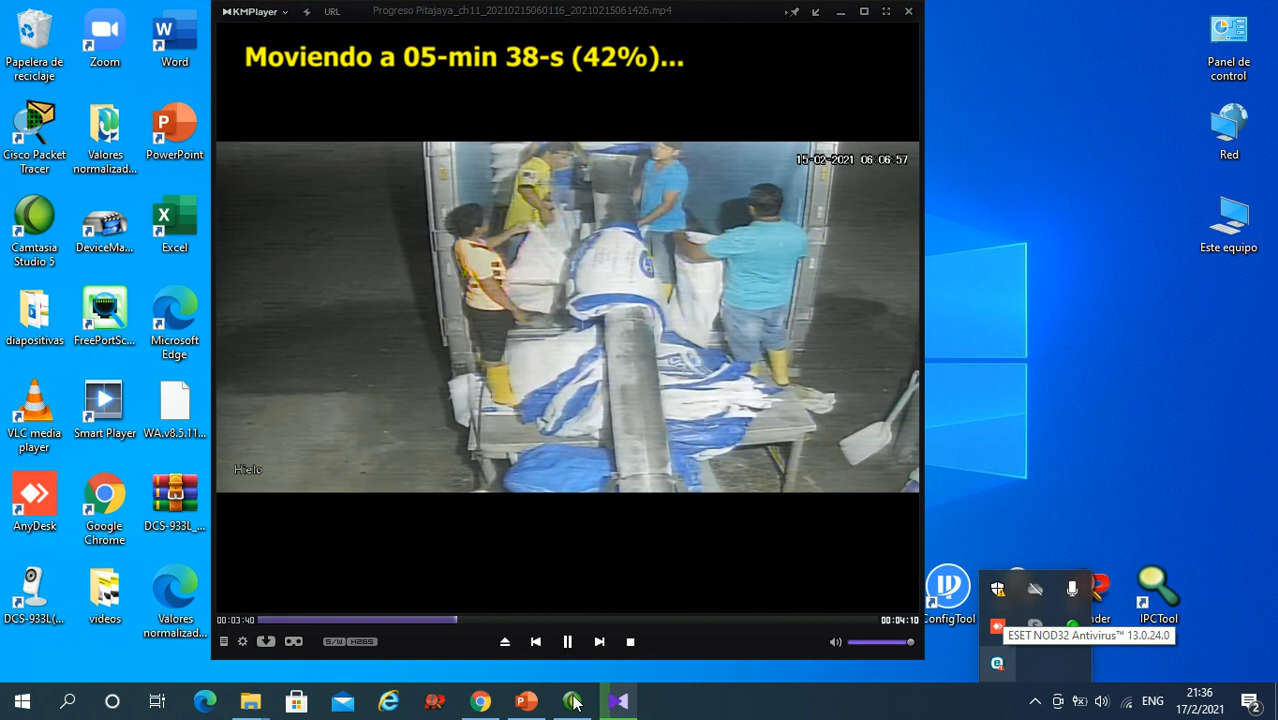 KMPlayer
URL
Progreso Pitajaya_ch11_20210215060116_20210215061426.mp4
Moviendo a 05-min 38-s (42%)...
15-02-2021 06:06:57
Hielo
00:03:40
00:04:10
S/W H265
Papelera de
reciclaje
Zoom
Word
Cisco Packet
Tracer
Valores
normalizad...
PowerPoint
Camtasia
Studio 5
DeviceMa...
Excel
diapositivas
FreePortSc...
Microsoft
Edge
VLC media
player
Smart Player
WA.v8.5.11...
AnyDesk
Google
Chrome
DCS-933L_...
DCS-933L(...
videos
Valores
normalizad...
Panel de
control
Red
Este equipo
IP
ConfigTool
nder
IPCTool
ESET NOD32 Antivirus™ 13.0.24.0
ENG
21:36
17/2/2021
2